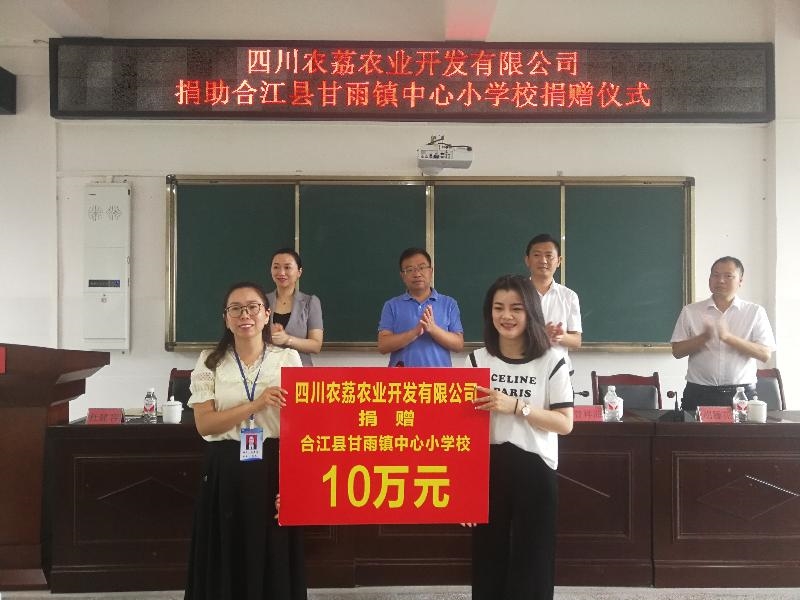 四川农荔农业开发有限公司
捐助合江县甘雨镇中心小学校捐赠仪式
CELINE
PARIS
四川农荔农业开发有限公司
捐 赠
合江县甘雨镇中心小学校
10万元